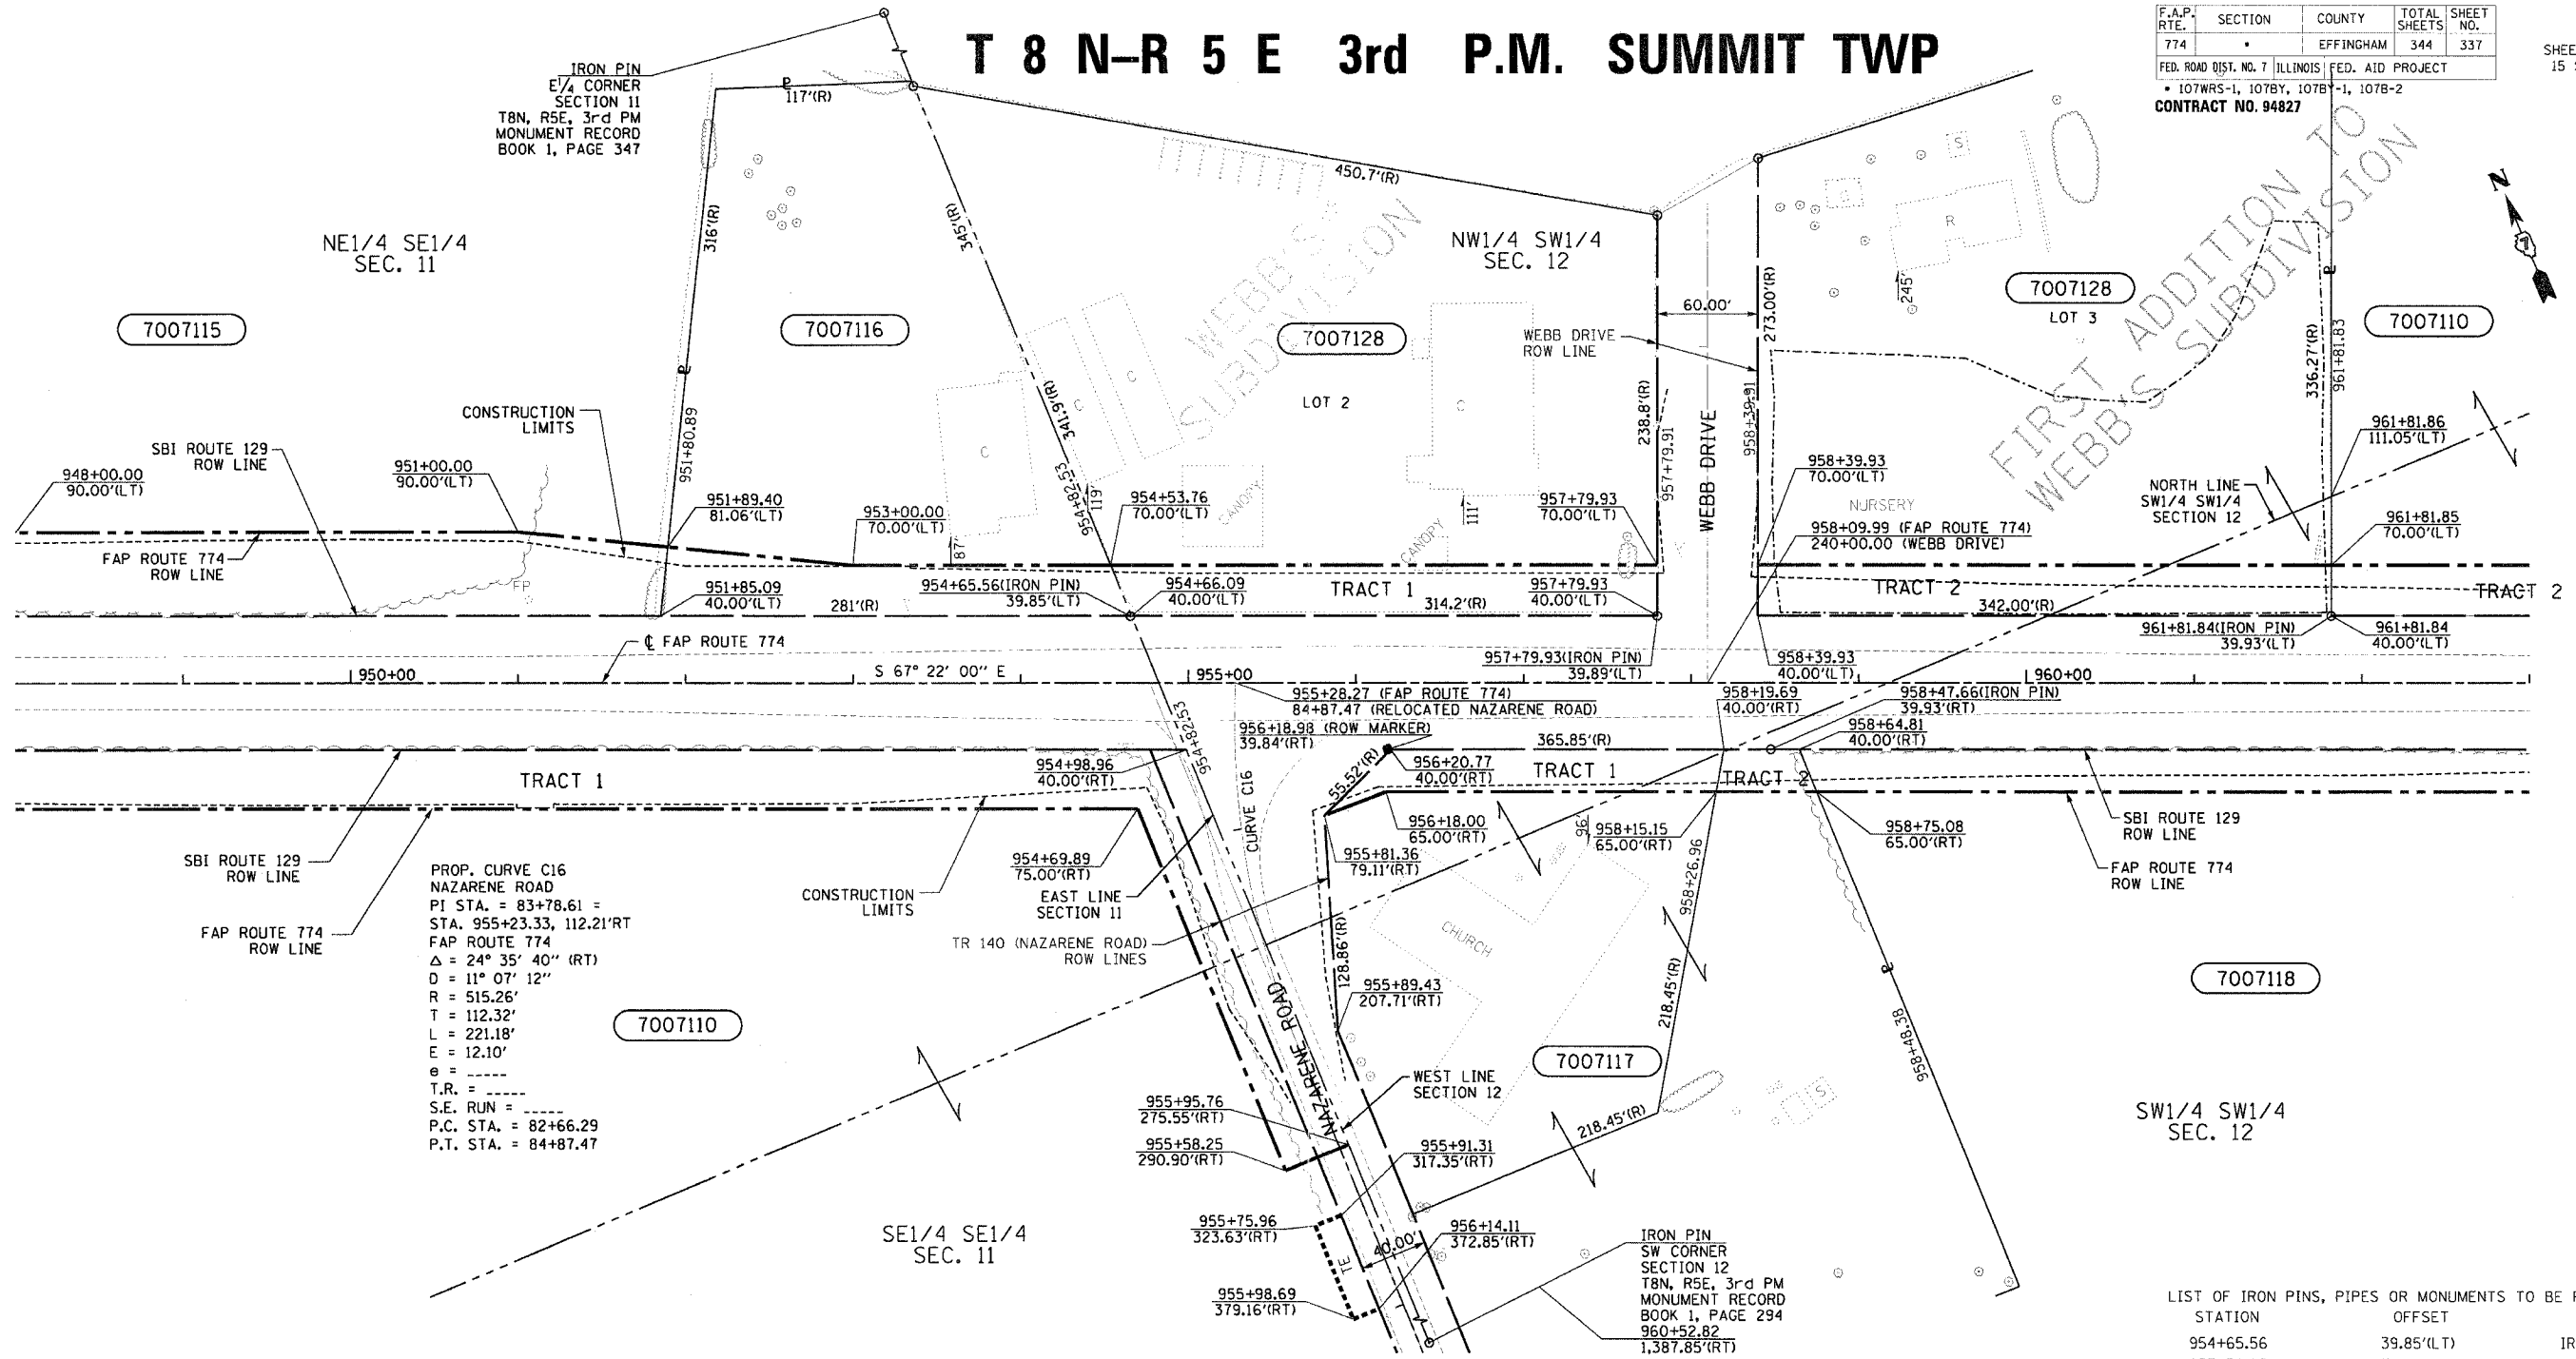 T 8 N–R 5 E 3rd P.M. SUMMIT TWP
F.A.P. RTE. SECTION COUNTY TOTAL SHEETS SHEET NO.
774 • EFFINGHAM 344 337
FED. ROAD DIST. NO. 7 ILLINOIS FED. AID PROJECT
• 107WRS-1, 107BY, 107BY-1, 107B-2
CONTRACT NO. 94827
15
IRON PIN
E1/4 CORNER
SECTION 11
T8N, R5E, 3rd PM
MONUMENT RECORD
BOOK 1, PAGE 347
117'(R)
316'(R)
345'(R)
450.7'(R)
NE1/4 SE1/4
SEC. 11
NW1/4 SW1/4
SEC. 12
WEBB'S
SUBDIVISION
FIRST ADDITION TO
WEBB'S SUBDIVISION
N
7
S
S
R
245'
7007115
7007116
7007128
LOT 2
7007128
LOT 3
7007110
60.00'
WEBB DRIVE
ROW LINE
273.00'(R)
336.27'(R)
961+81.83
238.8'(R)
957+79.91
958+39.91
WEBB DRIVE
341.9'(R)
954+82.53
951+80.89
119'
87'
111'
C
C
C
C
CANOPY
CANOPY
CONSTRUCTION
LIMITS
SBI ROUTE 129
ROW LINE
948+00.00
90.00'(LT)
951+00.00
90.00'(LT)
951+89.40
81.06'(LT)
953+00.00
70.00'(LT)
954+53.76
70.00'(LT)
957+79.93
70.00'(LT)
958+39.93
70.00'(LT)
NURSERY
958+09.99 (FAP ROUTE 774)
240+00.00 (WEBB DRIVE)
961+81.86
111.05'(LT)
NORTH LINE
SW1/4 SW1/4
SECTION 12
961+81.85
70.00'(LT)
FAP ROUTE 774
ROW LINE
FP
951+85.09
40.00'(LT)
281'(R)
954+65.56(IRON PIN)
39.85'(LT)
954+66.09
40.00'(LT)
TRACT 1
314.2'(R)
957+79.93
40.00'(LT)
TRACT 2
342.00'(R)
TRACT 2
961+81.84(IRON PIN)
39.93'(LT)
961+81.84
40.00'(LT)
℄ FAP ROUTE 774
957+79.93(IRON PIN)
39.89'(LT)
958+39.93
40.00'(LT)
950+00
S 67° 22' 00'' E
955+00
960+00
955+28.27 (FAP ROUTE 774)
84+87.47 (RELOCATED NAZARENE ROAD)
958+19.69
40.00'(RT)
958+47.66(IRON PIN)
39.93'(RT)
956+18.98 (ROW MARKER)
39.84'(RT)
954+82.53
365.85'(R)
958+64.81
40.00'(RT)
TRACT 1
954+98.96
40.00'(RT)
CURVE C16
55.52'(R)
956+20.77
40.00'(RT)
TRACT 1
TRACT 2
SBI ROUTE 129
ROW LINE
954+69.89
75.00'(RT)
956+18.00
65.00'(RT)
96'
958+15.15
65.00'(RT)
958+75.08
65.00'(RT)
SBI ROUTE 129
ROW LINE
955+81.36
79.11'(RT)
FAP ROUTE 774
ROW LINE
CONSTRUCTION
LIMITS
EAST LINE
SECTION 11
958+26.96
FAP ROUTE 774
ROW LINE
TR 140 (NAZARENE ROAD)
ROW LINES
128.86'(R)
CHURCH
218.45'(R)
PROP. CURVE C16
NAZARENE ROAD
PI STA. = 83+78.61 =
STA. 955+23.33, 112.21'RT
FAP ROUTE 774
Δ = 24° 35' 40'' (RT)
D = 11° 07' 12''
R = 515.26'
T = 112.32'
L = 221.18'
E = 12.10'
e = -----
T.R. = -----
S.E. RUN = -----
P.C. STA. = 82+66.29
P.T. STA. = 84+87.47
7007110
955+89.43
207.71'(RT)
7007118
NAZARENE ROAD
7007117
958+48.38
WEST LINE
SECTION 12
S
955+95.76
275.55'(RT)
218.45'(R)
955+58.25
290.90'(RT)
955+91.31
317.35'(RT)
SW1/4 SW1/4
SEC. 12
SE1/4 SE1/4
SEC. 11
955+75.96
323.63'(RT)
956+14.11
372.85'(RT)
40.00'
TE
955+98.69
379.16'(RT)
IRON PIN
SW CORNER
SECTION 12
T8N, R5E, 3rd PM
MONUMENT RECORD
BOOK 1, PAGE 294
960+52.82
1,387.85'(RT)
LIST OF IRON PINS, PIPES OR MONUMENTS TO BE
STATION OFFSET
954+65.56 39.85'(LT)